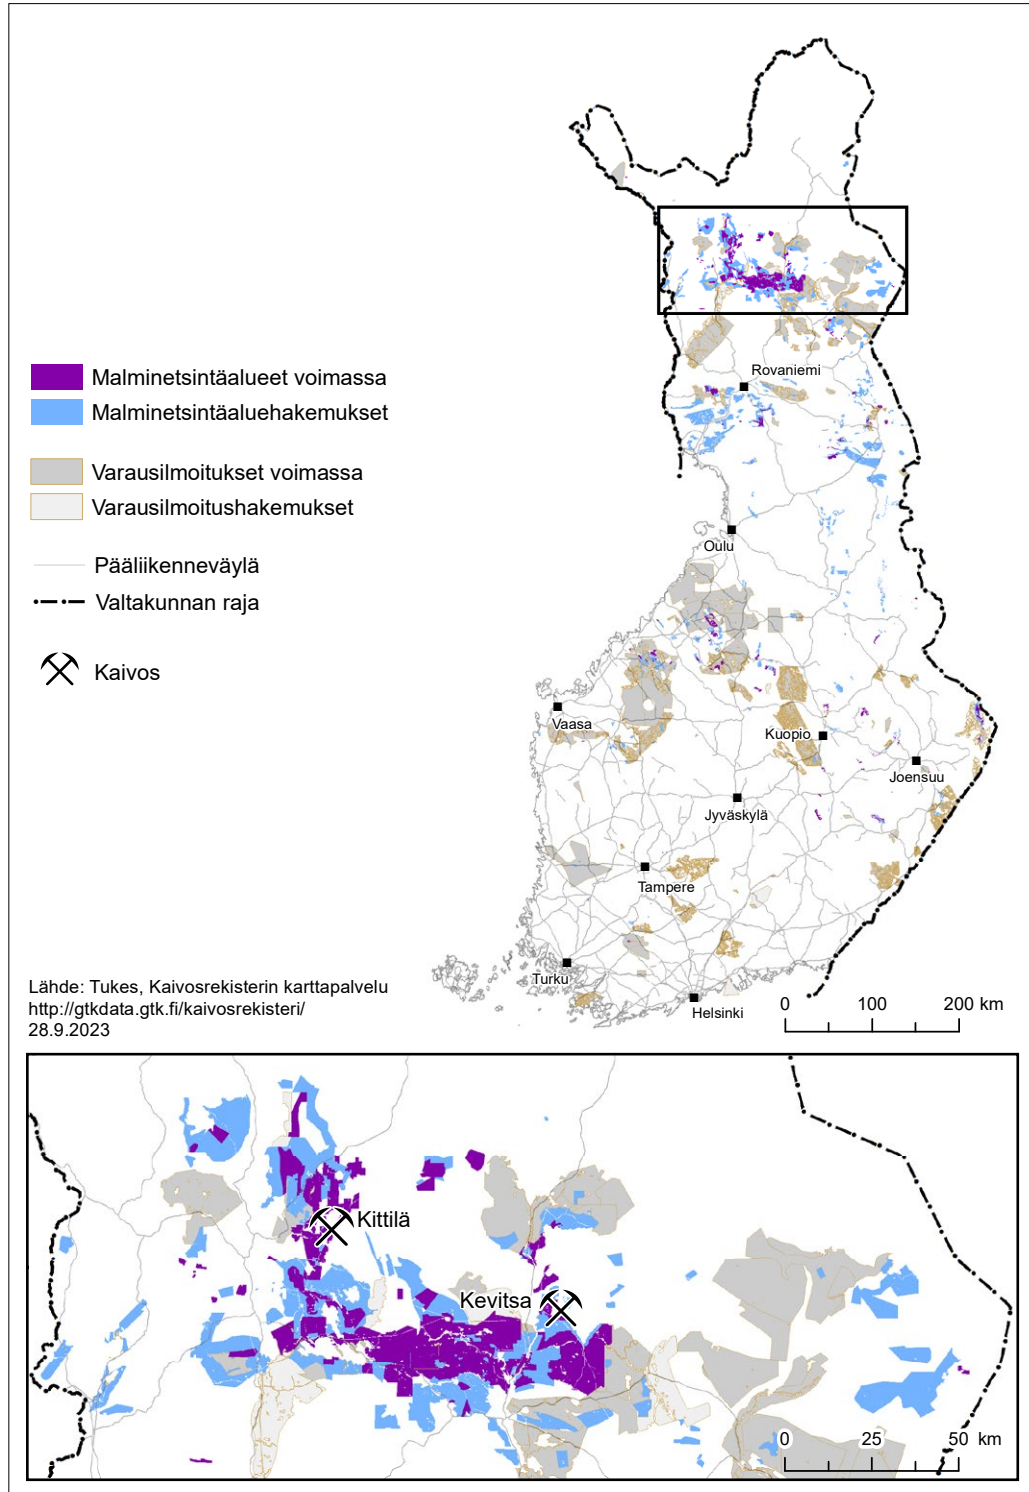 Rovaniemi
Malminetsintäalueet voimassa
Malminetsintäaluehakemukset
Varausilmoitukset voimassa
Varausilmoitushakemukset
Oulu
Pääliikenneväylä
Valtakunnan raja
Kaivos
Vaasa
Kuopio
Joensuu
Jyväskylä
Tampere
Turku
Helsinki
Lähde: Tukes, Kaivosrekisterin karttapalvelu
http://gtkdata.gtk.fi/kaivosrekisteri/
28.9.2023
0 100 200 km
Kittilä
Kevitsa
0 25 50 km